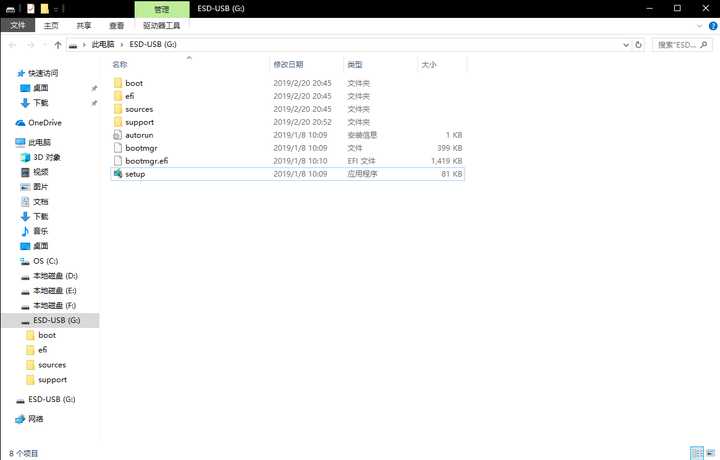 管理
ESD-USB (G:)
文件 主页 共享 查看 驱动器工具
此电脑 ESD-USB (G:) 搜索"ESD...
名称 修改日期 类型 大小
boot 2019/2/20 20:45 文件夹
efi 2019/2/20 20:45 文件夹
sources 2019/2/20 20:45 文件夹
support 2019/2/20 20:52 文件夹
autorun 2019/1/8 10:09 安装信息 1 KB
bootmgr 2019/1/8 10:09 文件 399 KB
bootmgr.efi 2019/1/8 10:10 EFI 文件 1,419 KB
setup 2019/1/8 10:09 应用程序 81 KB
快速访问
桌面
下载
OneDrive
此电脑
3D 对象
视频
图片
文档
下载
音乐
桌面
OS (C:)
本地磁盘 (D:)
本地磁盘 (E:)
本地磁盘 (F:)
ESD-USB (G:)
boot
efi
sources
support
ESD-USB (G:)
网络
8 个项目